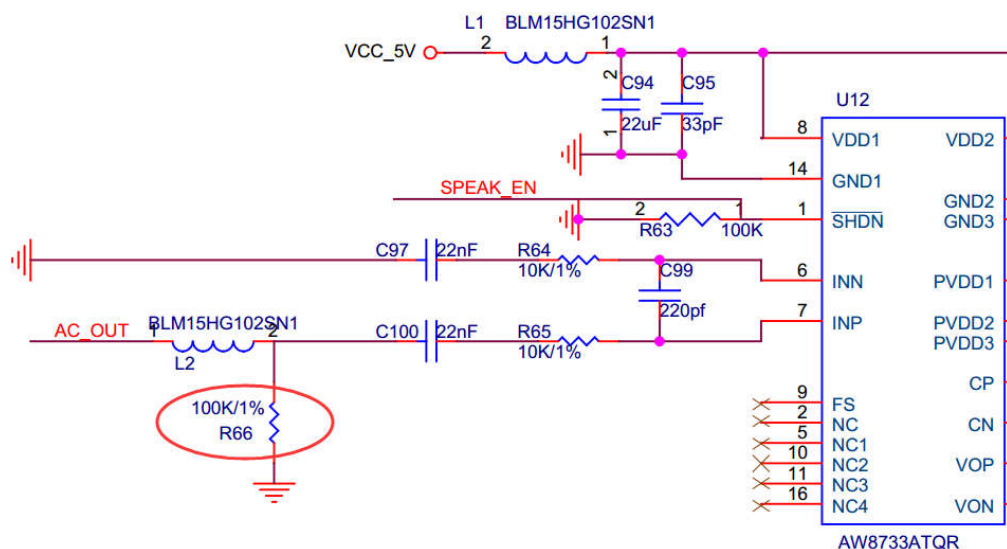 L1 BLM15HG102SN1
VCC_5V 2 1
2 C94 C95
22uF 33pF
1
U12
8 VDD1 VDD2
14 GND1
GND2
SPEAK_EN
2 1 1 SHDN GND3
R63 100K
C97 22nF R64
10K/1% C99
6 INN PVDD1
220pf
7 INP PVDD2
PVDD3
AC_OUT 1 BLM15HG102SN1 2 C100 22nF R65
L2 10K/1%
CP
100K/1%
R66
9 FS
2 NC CN
5 NC1
10 NC2 VOP
11 NC3
16 NC4 VON
AW8733ATQR